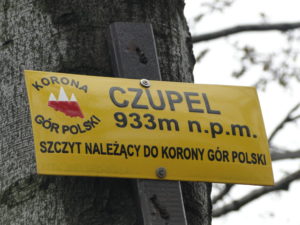 KORONA
GÓR POLSKI
CZUPEL
933m n.p.m.
SZCZYT NALEŻĄCY DO KORONY GÓR POLSKI